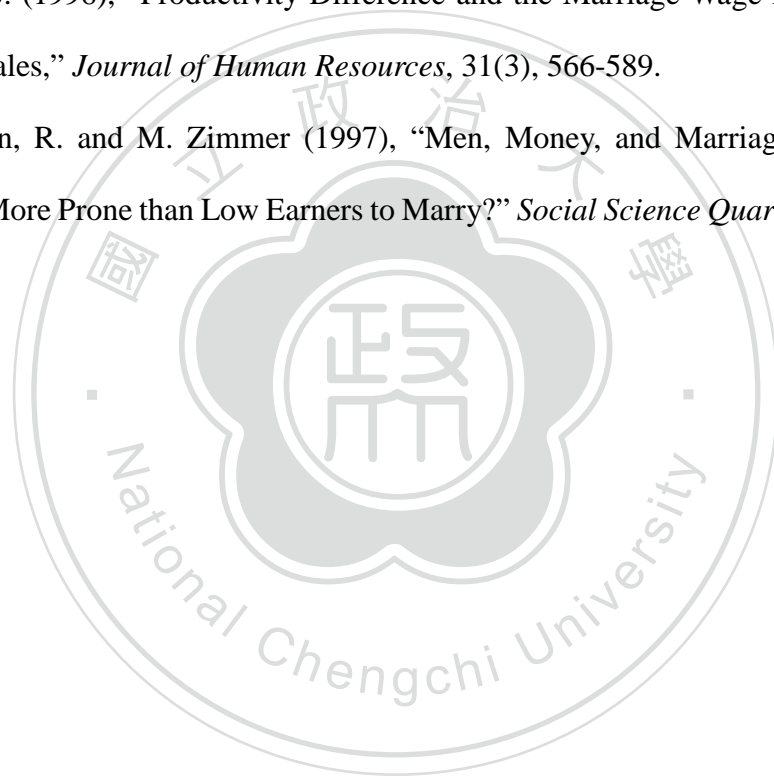 (1996), “Productivity Difference and the Marriage Wage
ales,” Journal of Human Resources, 31(3), 566-589.
n, R. and M. Zimmer (1997), “Men, Money, and Marriag
More Prone than Low Earners to Marry?” Social Science Quar
國立政治大學
政
National Chengchi University